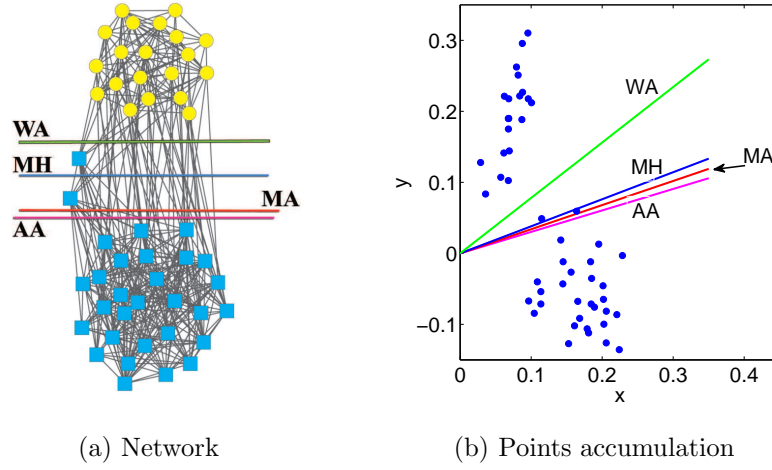 WA
MH
MA
AA
(a) Network
0.3
0.2
0.1
0
−0.1
y
WA
MH
MA
AA
0 0.1 0.2 0.3 0.4
x
(b) Points accumulation